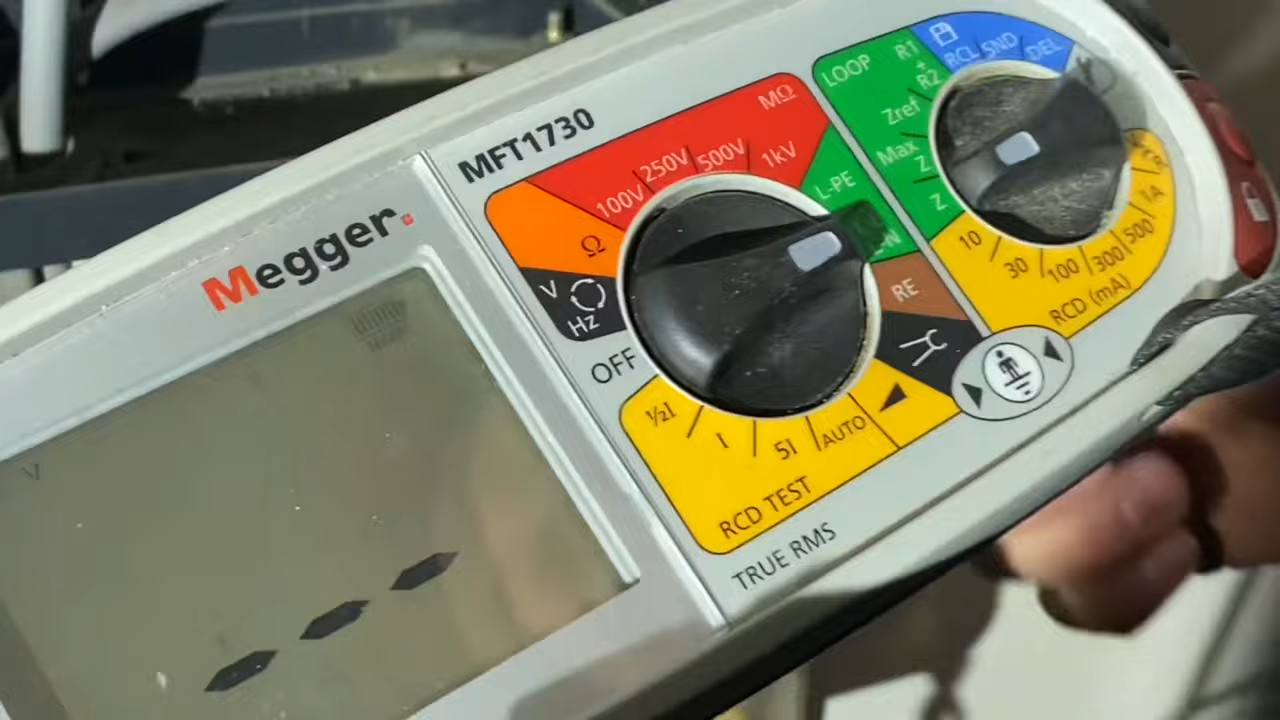 Megger.
MFT1730
MΩ
100V
250V
500V
1kV
Ω
V
Hz
OFF
L-PE
RE
½I
I
5I
AUTO
RCD TEST
TRUE RMS
LOOP
R1
+
R2
Zref
Max
Z
Z
RCL
SND
DEL
10
30
100
300
500
1A
RCD (mA)
V
---